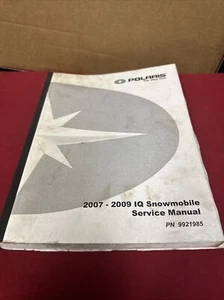 POLARIS
2007 - 2009 IQ Snowmobile
Service Manual
PN 9921985